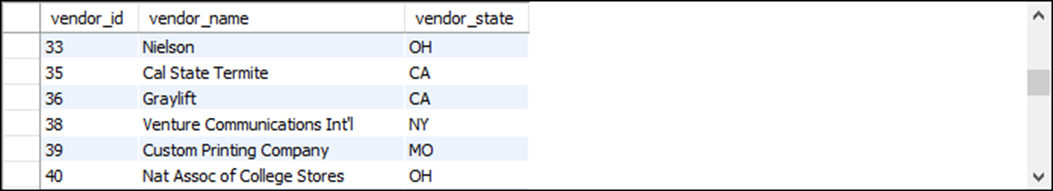 vendor_id vendor_name vendor_state
33 Nielson OH
35 Cal State Termite CA
36 Graylift CA
38 Venture Communications Int'l NY
39 Custom Printing Company MO
40 Nat Assoc of College Stores OH